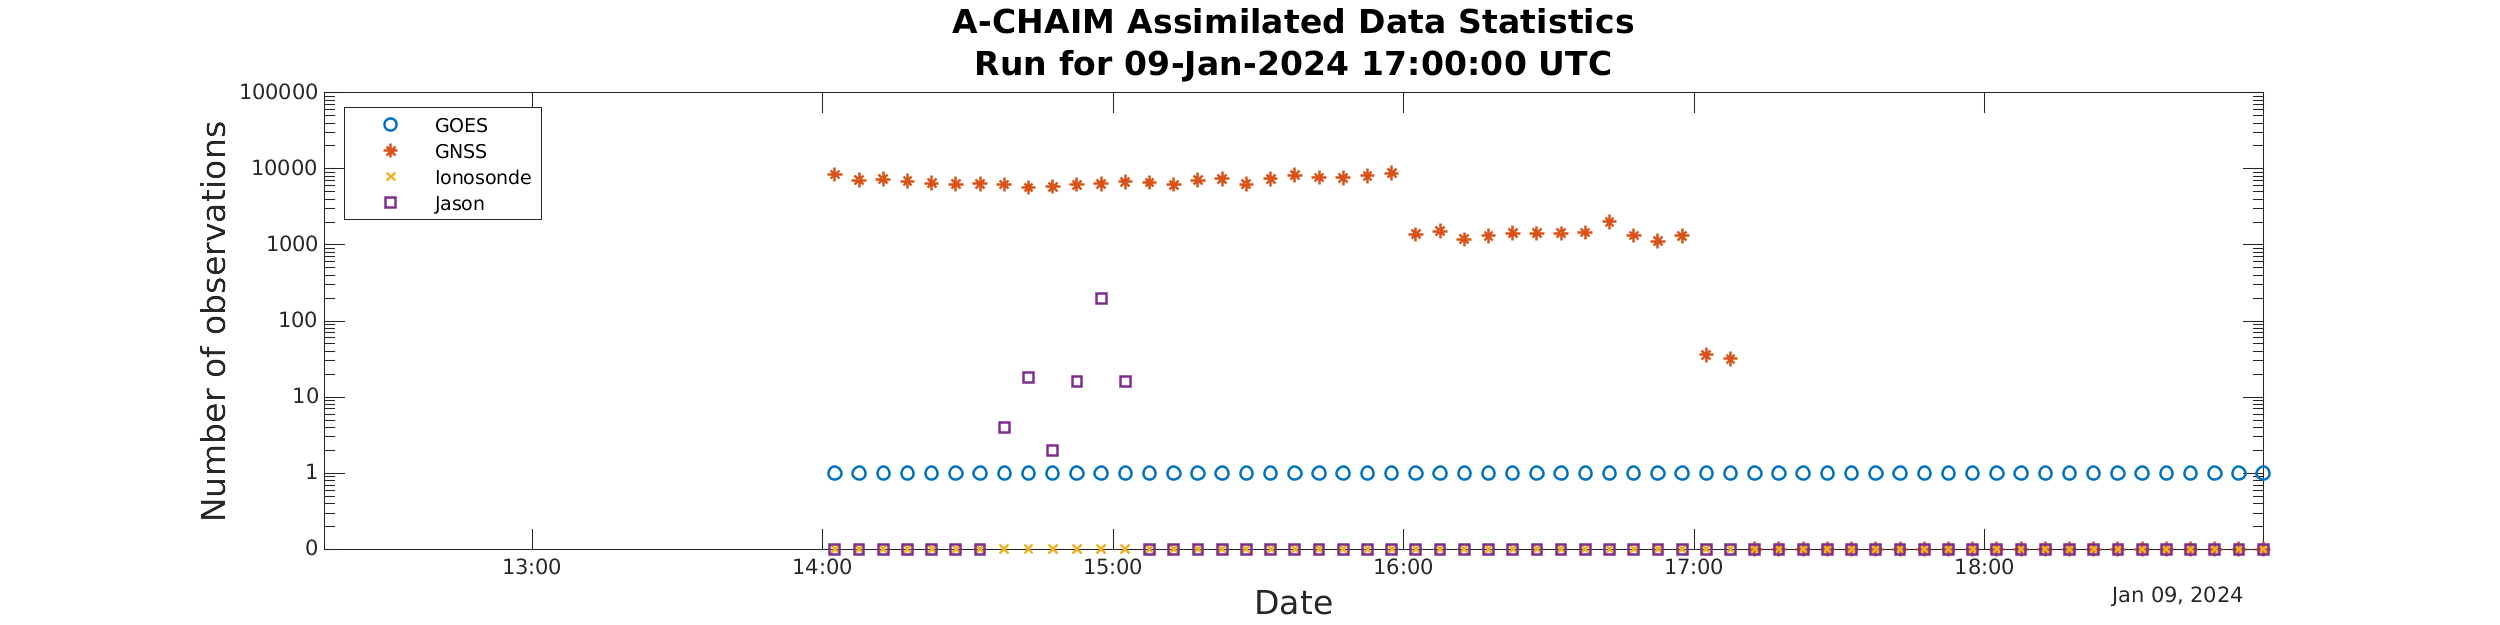 A-CHAIM Assimilated Data Statistics
Run for 09-Jan-2024 17:00:00 UTC
Number of observations
100000
10000
1000
100
10
1
0
GOES
GNSS
Ionosonde
Jason
13:00 14:00 15:00 16:00 17:00 18:00
Date
Jan 09, 2024